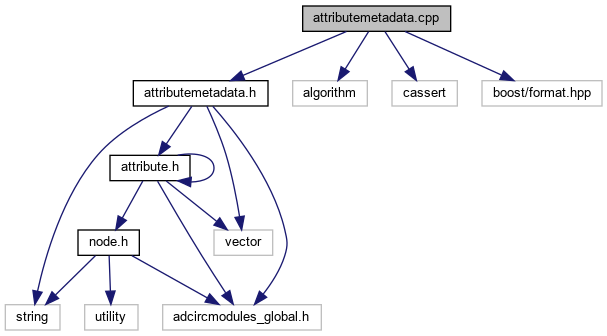 attributemetadata.cpp
attributemetadata.h
algorithm
cassert
boost/format.hpp
attribute.h
node.h
vector
string
utility
adcircmodules_global.h